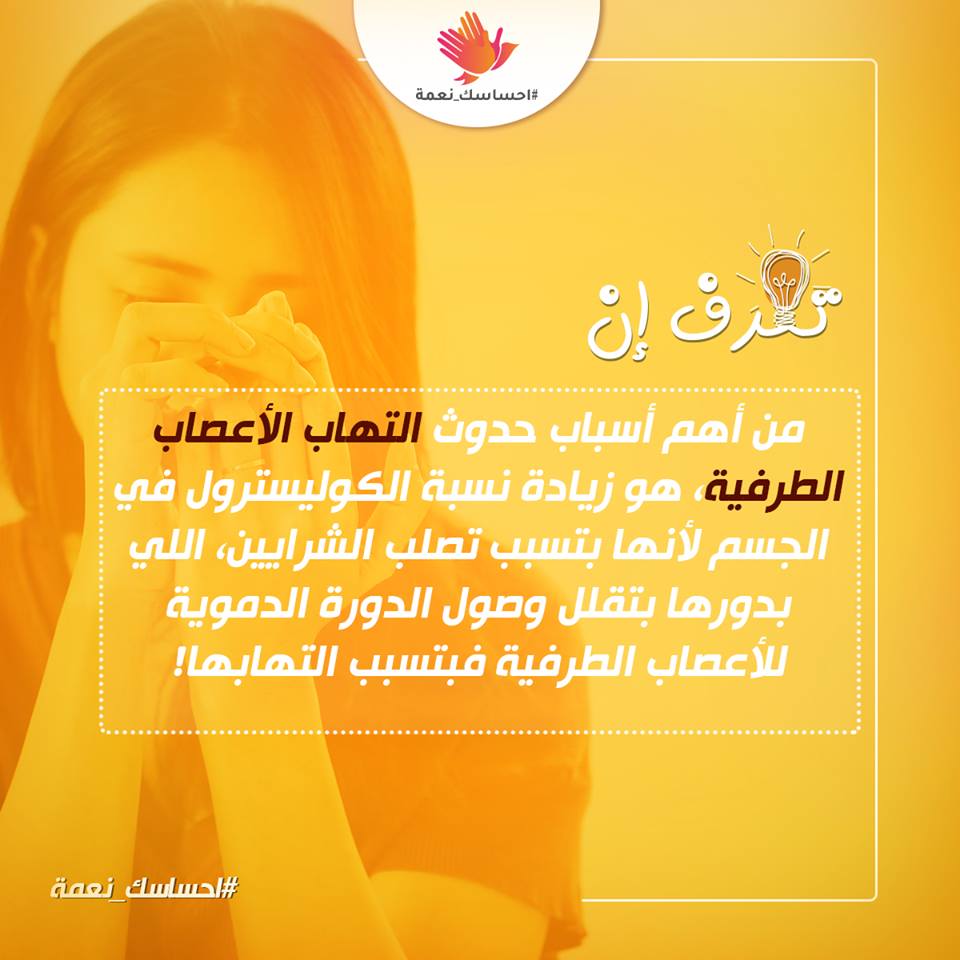 #احساسك_نعمة
تعرف إن
من أهم أسباب حدوث التهاب الأعصاب
الطرفية، هو زيادة نسبة الكوليسترول في
الجسم لأنها بتسبب تصلب الشرايين، اللي
بدورها بتقلل وصول الدورة الدموية
للأعصاب الطرفية فبتسبب التهابها!
#احساسك_نعمة